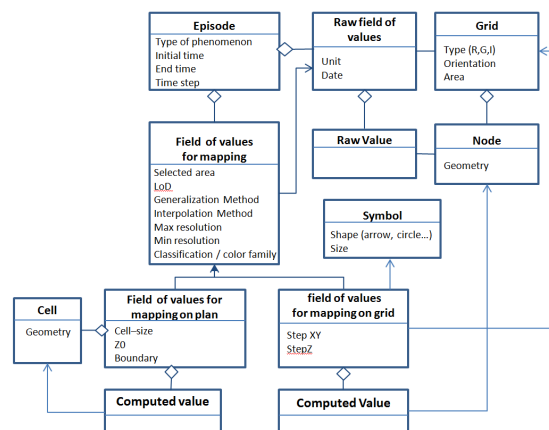 Episode
Type of phenomenon
Initial time
End time
Time step
Raw field of
values
Unit
Date
Grid
Type (R,G,I)
Orientation
Area
Field of values
for mapping
Selected area
LoD
Generalization Method
Interpolation Method
Max resolution
Min resolution
Classification / color family
Raw Value
Node
Geometry
Symbol
Shape (arrow, circle…)
Size
Cell
Geometry
Field of values for
mapping on plan
Cell–size
Z0
Boundary
field of values
for mapping on grid
Step XY
StepZ
Computed value
Computed Value